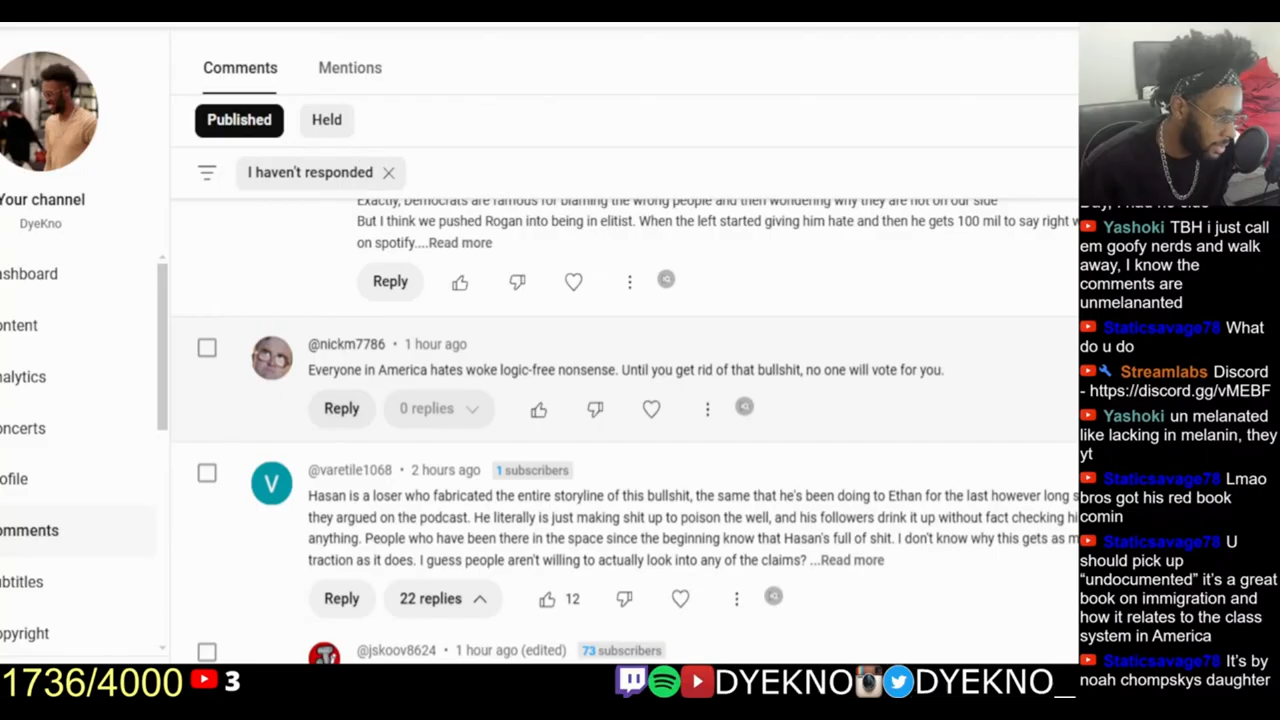 Comments
Mentions
Published
Held
I haven't responded
Your channel
DyeKno
ashboard
ontent
nalytics
oncerts
ofile
omments
ubtitles
opyright
Exactly, Democrats are famous for blaming the wrong people and then wondering why they are not on our side
But I think we pushed Rogan into being in elitist. When the left started giving him hate and then he gets 100 mil to say right w
on spotify....Read more
Reply
@nickm7786 • 1 hour ago
Everyone in America hates woke logic-free nonsense. Until you get rid of that bullshit, no one will vote for you.
Reply
0 replies
V
@varetile1068 • 2 hours ago
1 subscribers
Hasan is a loser who fabricated the entire storyline of this bullshit, the same that he's been doing to Ethan for the last however long s
they argued on the podcast. He literally is just making shit up to poison the well, and his followers drink it up without fact checking hi
anything. People who have been there in the space since the beginning know that Hasan's full of shit. I don't know why this gets as m
traction as it does. I guess people aren't willing to actually look into any of the claims? ...Read more
Reply
22 replies
12
@jskoov8624 • 1 hour ago (edited)
73 subscribers
Yashoki TBH i just call
em goofy nerds and walk
away, I know the
comments are
unmelananted
Staticsavage78 What
do u do
Streamlabs Discord
- https://discord.gg/vMEBF
Yashoki un melanated
like lacking in melanin, they
yt
Staticsavage78 Lmao
bros got his red book
comin
Staticsavage78 U
should pick up
“undocumented” it’s a great
book on immigration and
how it relates to the class
system in America
Staticsavage78 It’s by
noah chompskys daughter
1736/4000
3
DYEKNO
DYEKNO_